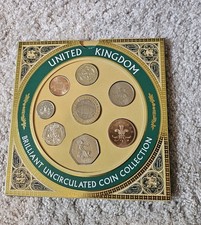 UNITED KINGDOM
BRILLIANT UNCIRCULATED COIN COLLECTION